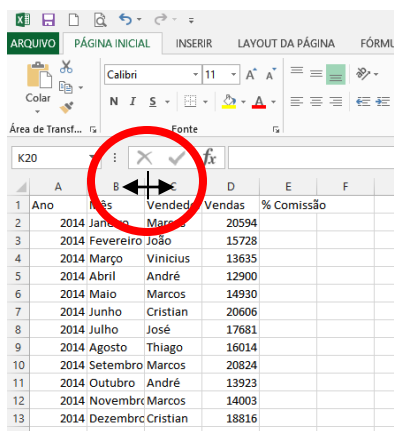 ARQUIVO PÁGINA INICIAL INSERIR LAYOUT DA PÁGINA FÓRMU
Colar Calibri 11 A A
N I S A
Área de Transf... Fonte
K20 fx
A B C D E F
1 Ano Mês Vendedo Vendas % Comissão
2 2014 Janeiro Marcos 20594
3 2014 Fevereiro João 15728
4 2014 Março Vinicius 13635
5 2014 Abril André 12900
6 2014 Maio Marcos 14930
7 2014 Junho Cristian 20606
8 2014 Julho José 17681
9 2014 Agosto Thiago 16014
10 2014 Setembro Marcos 20824
11 2014 Outubro André 13923
12 2014 Novembro Marcos 14003
13 2014 Dezembro Cristian 18816